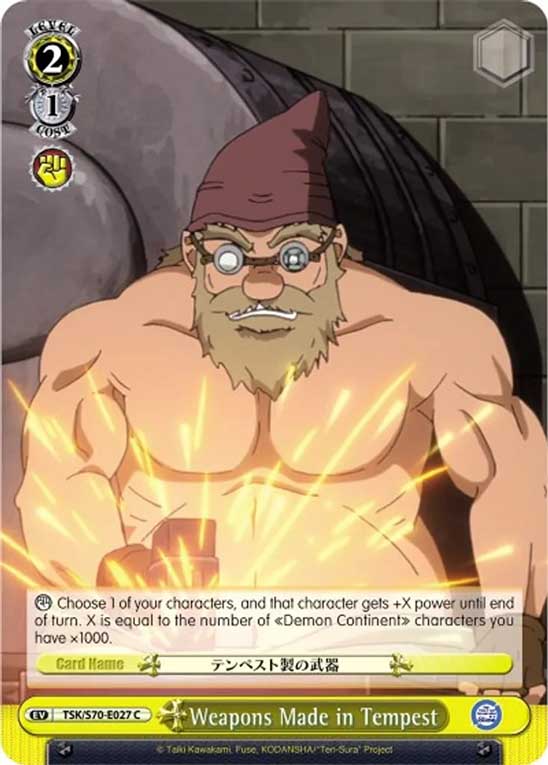 LEVEL
2
1
COST
Choose 1 of your characters, and that character gets +X power until end
of turn. X is equal to the number of «Demon Continent» characters you
have ×1000.
Card Name テンペスト製の武器
EV TSK/S70-E027 C Weapons Made in Tempest
© Taiki Kawakami, Fuse, KODANSHA/"Ten-Sura" Project